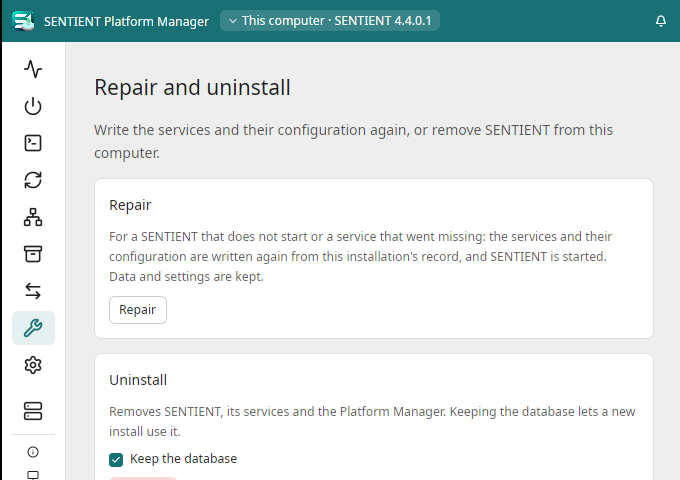 SENTIENT Platform Manager
This computer · SENTIENT 4.4.0.1
Repair and uninstall
Write the services and their configuration again, or remove SENTIENT from this
computer.
Repair
For a SENTIENT that does not start or a service that went missing: the services and their
configuration are written again from this installation's record, and SENTIENT is started.
Data and settings are kept.
Repair
Uninstall
Removes SENTIENT, its services and the Platform Manager. Keeping the database lets a new
install use it.
Keep the database